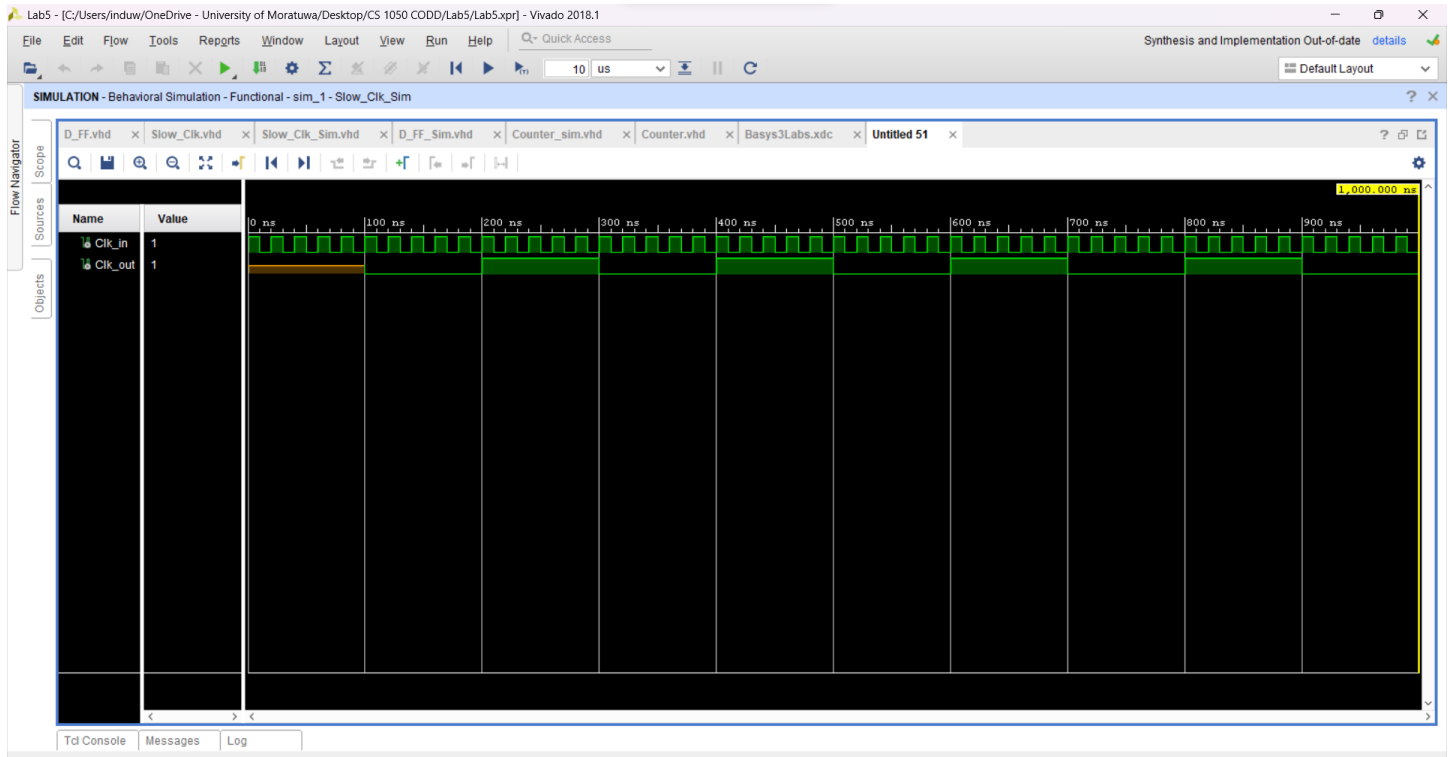 Lab5 - [C:/Users/induw/OneDrive - University of Moratuwa/Desktop/CS 1050 CODD/Lab5/Lab5.xpr] - Vivado 2018.1
File Edit Flow Tools Reports Window Layout View Run Help Quick Access
Synthesis and Implementation Out-of-date details
10 us
Default Layout
SIMULATION - Behavioral Simulation - Functional - sim_1 - Slow_Clk_Sim
Flow Navigator
Scope
Sources
Objects
D_FF.vhd Slow_Clk.vhd Slow_Clk_Sim.vhd D_FF_Sim.vhd Counter_sim.vhd Counter.vhd Basys3Labs.xdc Untitled 51
1,000.000 ns
Name Value
0 ns 100 ns 200 ns 300 ns 400 ns 500 ns 600 ns 700 ns 800 ns 900 ns
Clk_in 1
Clk_out 1
Tcl Console Messages Log